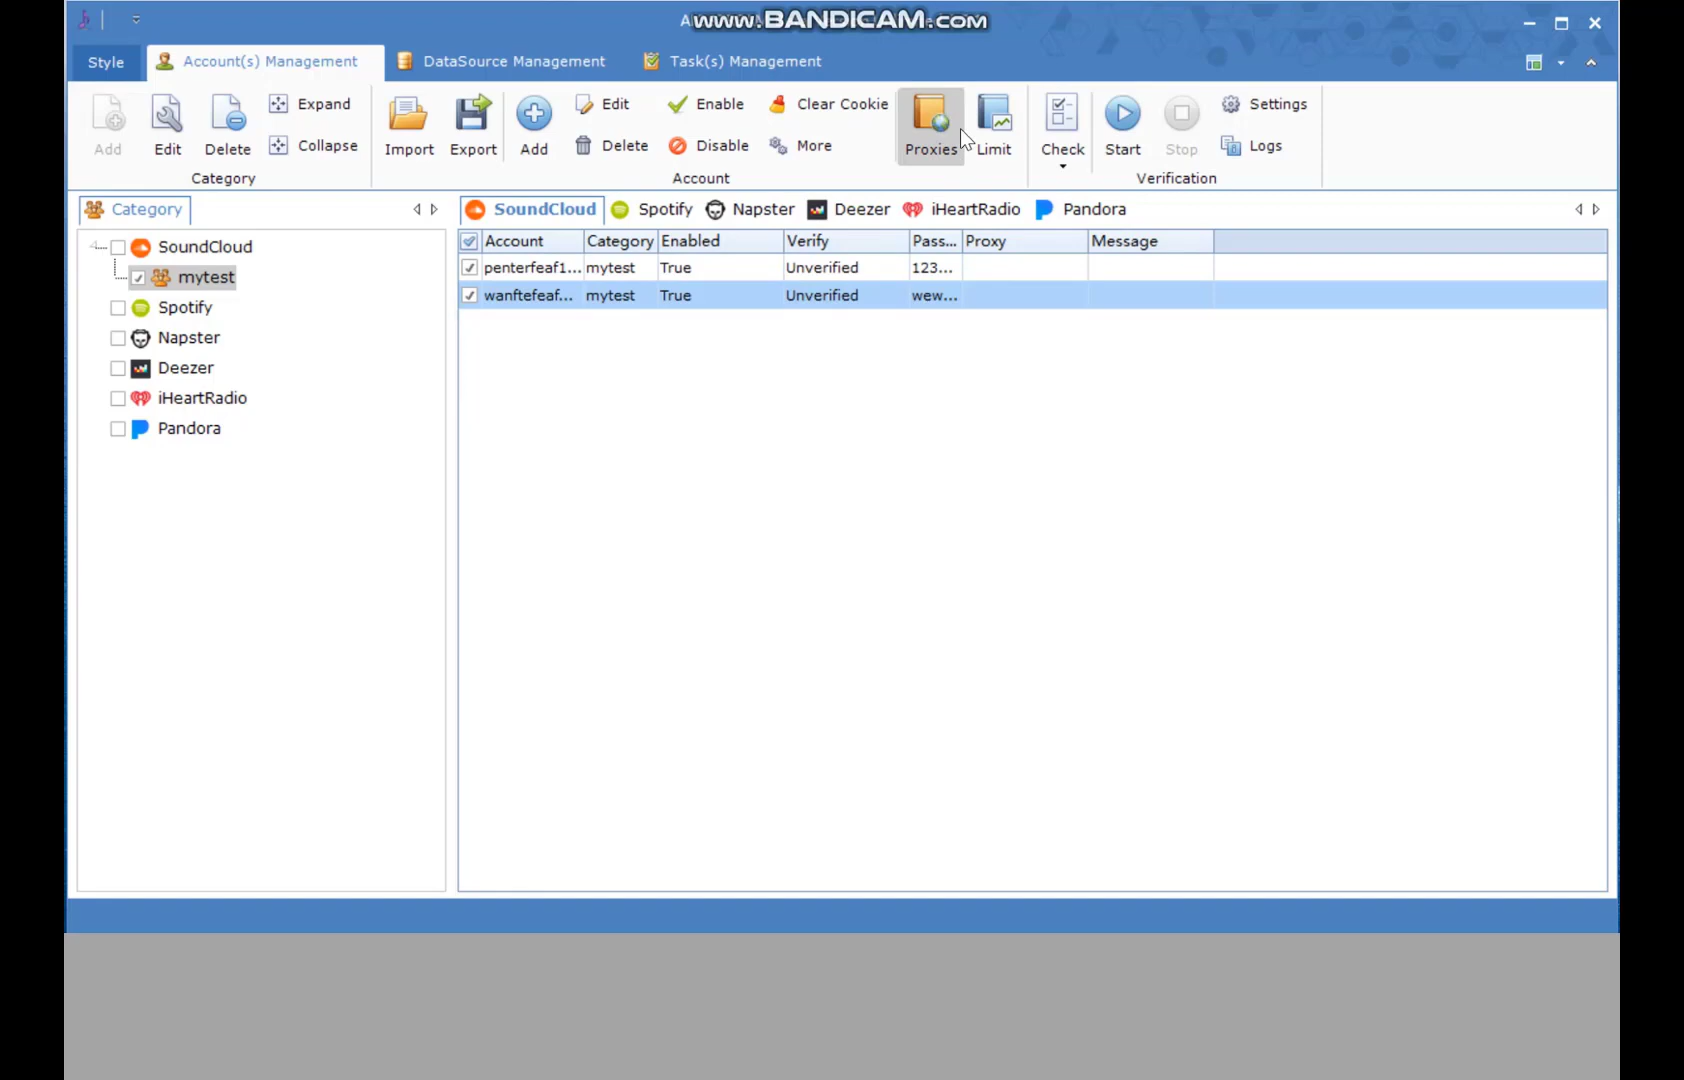 www.BANDICAM.com
Style Account(s) Management DataSource Management Task(s) Management
Add Edit Delete Expand Collapse
Category
Import Export Add Edit Delete Enable Disable Clear Cookie More Proxies Limit
Account
Check Start Stop Settings Logs
Verification
Category
SoundCloud
mytest
Spotify
Napster
Deezer
iHeartRadio
Pandora
SoundCloud Spotify Napster Deezer iHeartRadio Pandora
Account Category Enabled Verify Pass... Proxy Message
penterfeaf1... mytest True Unverified 123...
wanftefeaf... mytest True Unverified wew...